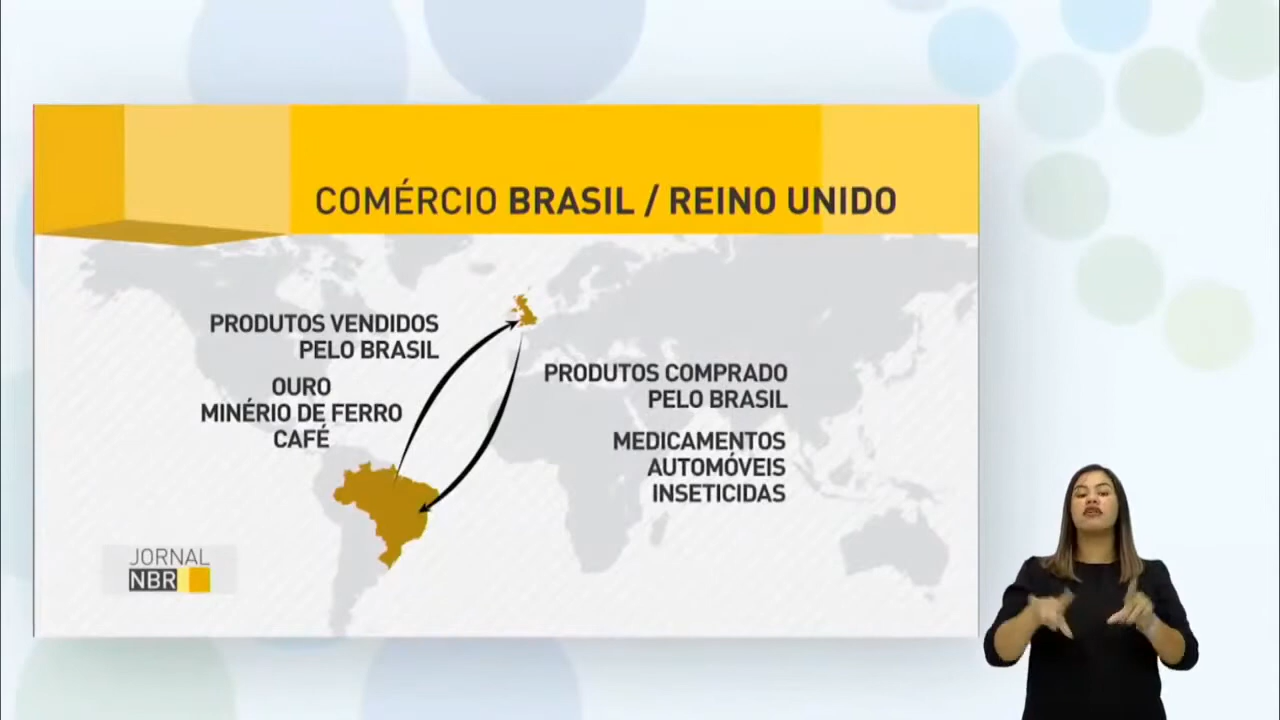 COMÉRCIO BRASIL / REINO UNIDO
PRODUTOS VENDIDOS
PELO BRASIL
OURO
MINÉRIO DE FERRO
CAFÉ
PRODUTOS COMPRADO
PELO BRASIL
MEDICAMENTOS
AUTOMÓVEIS
INSETICIDAS
JORNAL
NBR